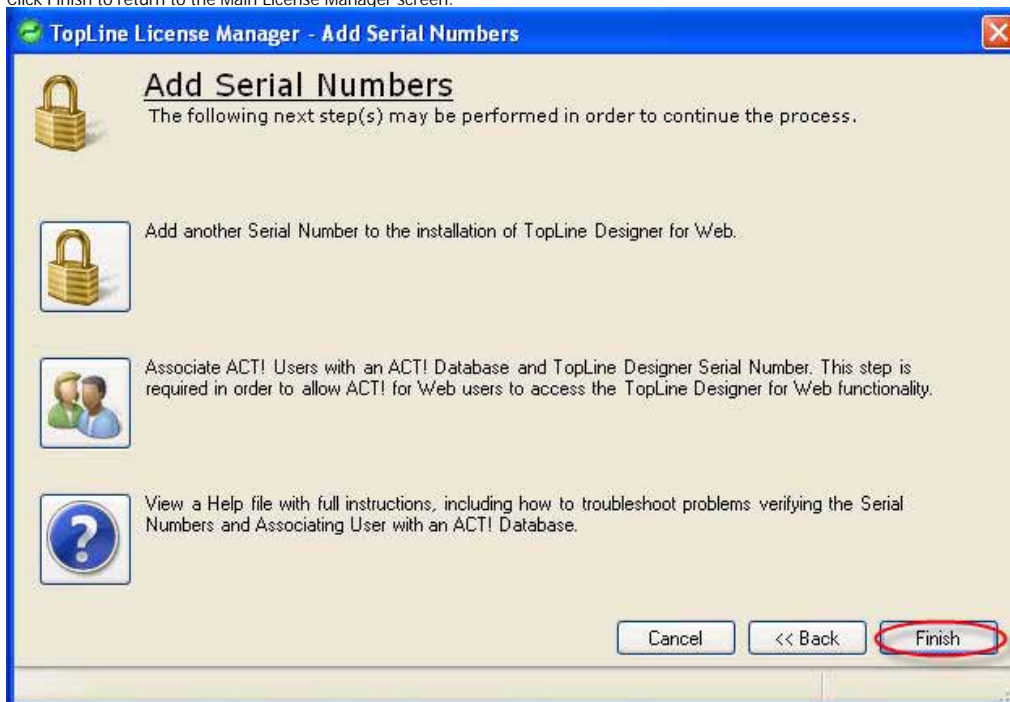 Click Finish to return to the Main License Manager screen.
TopLine License Manager - Add Serial Numbers
Add Serial Numbers
The following next step(s) may be performed in order to continue the process.
Add another Serial Number to the installation of TopLine Designer for Web.
Associate ACT! Users with an ACT! Database and TopLine Designer Serial Number. This step is
required in order to allow ACT! for Web users to access the TopLine Designer for Web functionality.
View a Help file with full instructions, including how to troubleshoot problems verifying the Serial
Numbers and Associating User with an ACT! Database.
Cancel
<< Back
Finish